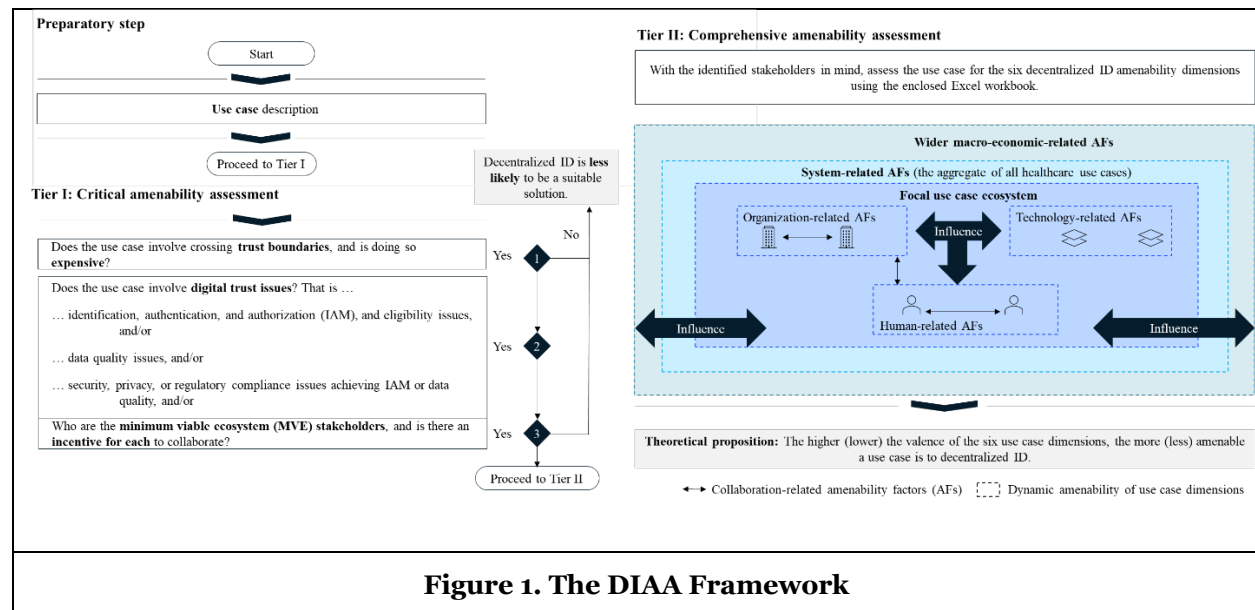 Preparatory step
Start
Use case description
Proceed to Tier I
Tier I: Critical amenability assessment
Decentralized ID is less
likely to be a suitable
solution.
No
Does the use case involve crossing trust boundaries, and is doing so
expensive?
Yes
1
Does the use case involve digital trust issues? That is …
… identification, authentication, and authorization (IAM), and eligibility issues,
and/or
… data quality issues, and/or
Yes
2
… security, privacy, or regulatory compliance issues achieving IAM or data
quality, and/or
Who are the minimum viable ecosystem (MVE) stakeholders, and is there an
incentive for each to collaborate?
Yes
3
Proceed to Tier II
Tier II: Comprehensive amenability assessment
With the identified stakeholders in mind, assess the use case for the six decentralized ID amenability dimensions
using the enclosed Excel workbook.
Wider macro-economic-related AFs
System-related AFs (the aggregate of all healthcare use cases)
Focal use case ecosystem
Organization-related AFs
Technology-related AFs
Influence
Human-related AFs
Influence
Influence
Theoretical proposition: The higher (lower) the valence of the six use case dimensions, the more (less) amenable
a use case is to decentralized ID.
Collaboration-related amenability factors (AFs)
Dynamic amenability of use case dimensions
Figure 1. The DIAA Framework